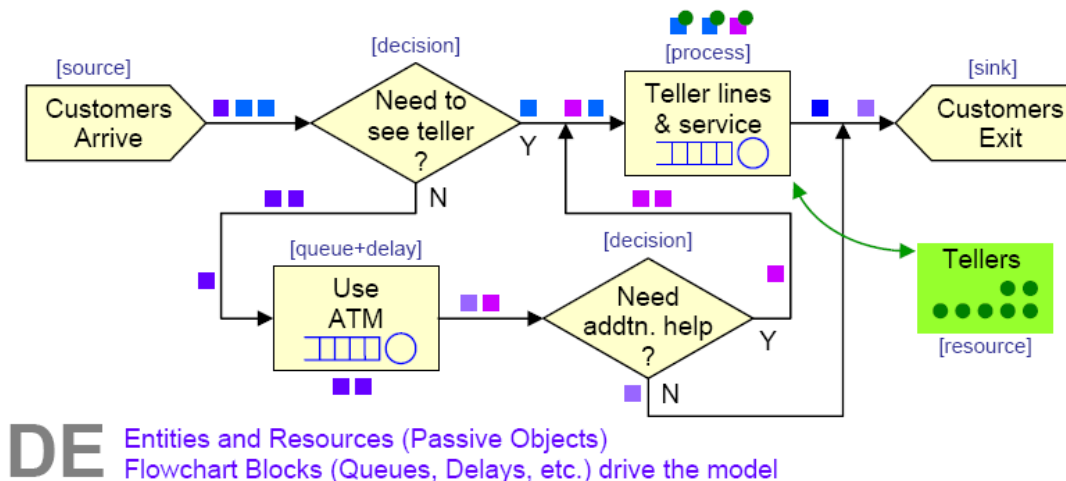 [source]
Customers
Arrive
[decision]
Need to
see teller
?
Y
N
[process]
Teller lines
& service
[sink]
Customers
Exit
[queue+delay]
Use
ATM
[decision]
Need
addtn. help
?
Y
N
Tellers
[resource]
DE
Entities and Resources (Passive Objects)
Flowchart Blocks (Queues, Delays, etc.) drive the model